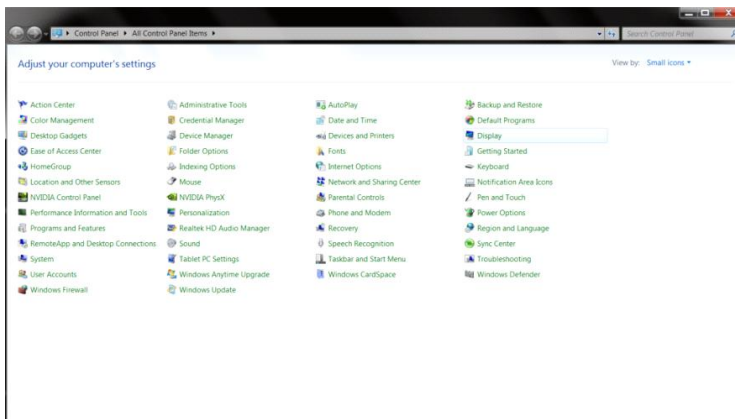 Control Panel ▸ All Control Panel Items ▸
Search Control Panel
Adjust your computer's settings
View by: Small icons
Action Center Administrative Tools AutoPlay Backup and Restore
Color Management Credential Manager Date and Time Default Programs
Desktop Gadgets Device Manager Devices and Printers Display
Ease of Access Center Folder Options Fonts Getting Started
HomeGroup Indexing Options Internet Options Keyboard
Location and Other Sensors Mouse Network and Sharing Center Notification Area Icons
NVIDIA Control Panel NVIDIA PhysX Parental Controls Pen and Touch
Performance Information and Tools Personalization Phone and Modem Power Options
Programs and Features Realtek HD Audio Manager Recovery Region and Language
RemoteApp and Desktop Connections Sound Speech Recognition Sync Center
System Tablet PC Settings Taskbar and Start Menu Troubleshooting
User Accounts Windows Anytime Upgrade Windows CardSpace Windows Defender
Windows Firewall Windows Update